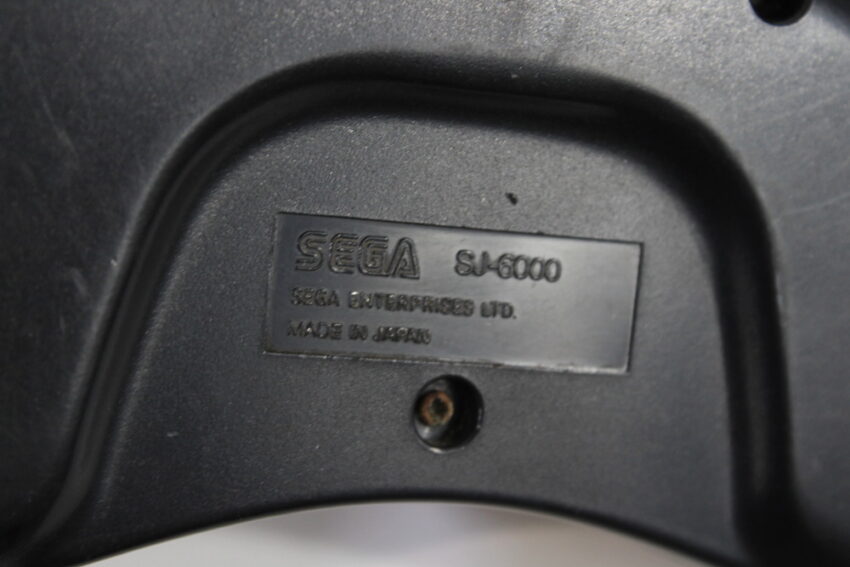 SEGA SJ-6000
SEGA ENTERPRISES LTD.
MADE IN JAPAN